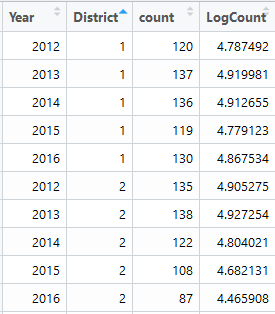 Year District count LogCount
2012 1 120 4.787492
2013 1 137 4.919981
2014 1 136 4.912655
2015 1 119 4.779123
2016 1 130 4.867534
2012 2 135 4.905275
2013 2 138 4.927254
2014 2 122 4.804021
2015 2 108 4.682131
2016 2 87 4.465908